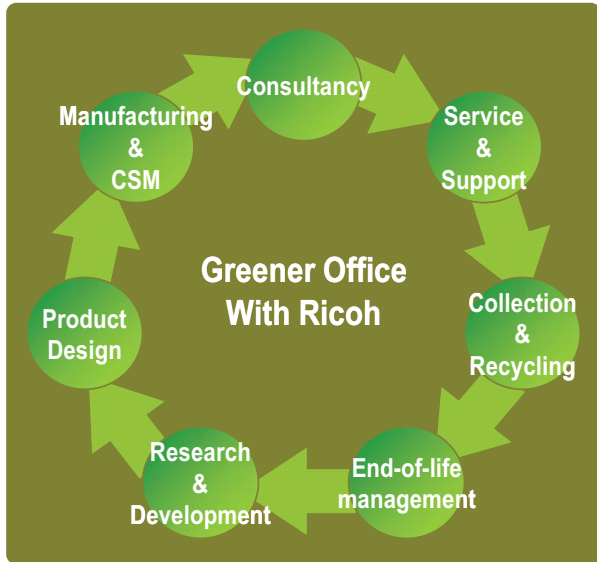 Consultancy
Service
&
Support
Collection
&
Recycling
End-of-life
management
Research
&
Development
Product
Design
Manufacturing
&
CSM
Greener Office
With Ricoh